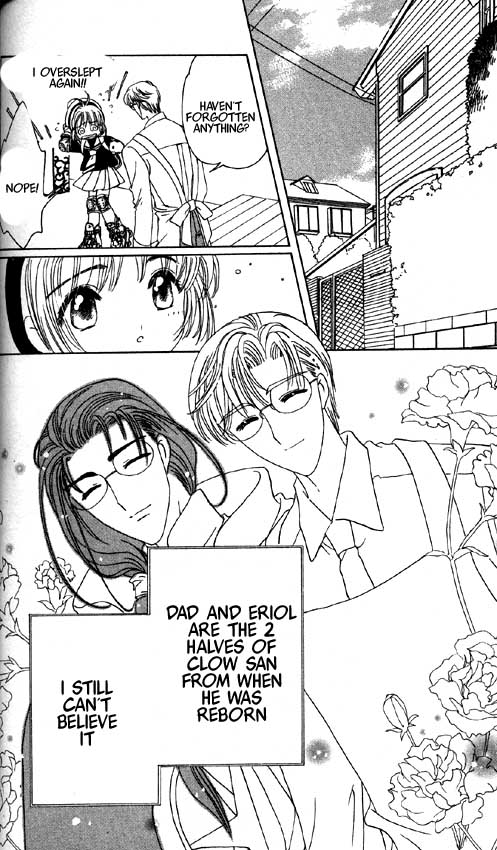 HAVEN'T
FORGOTTEN
ANYTHING?
I OVERSLEPT
AGAIN!!
NOPE!
DAD AND ERIOL
ARE THE 2
HALVES OF
CLOW SAN
FROM WHEN
HE WAS
REBORN
I STILL
CAN'T
BELIEVE
IT